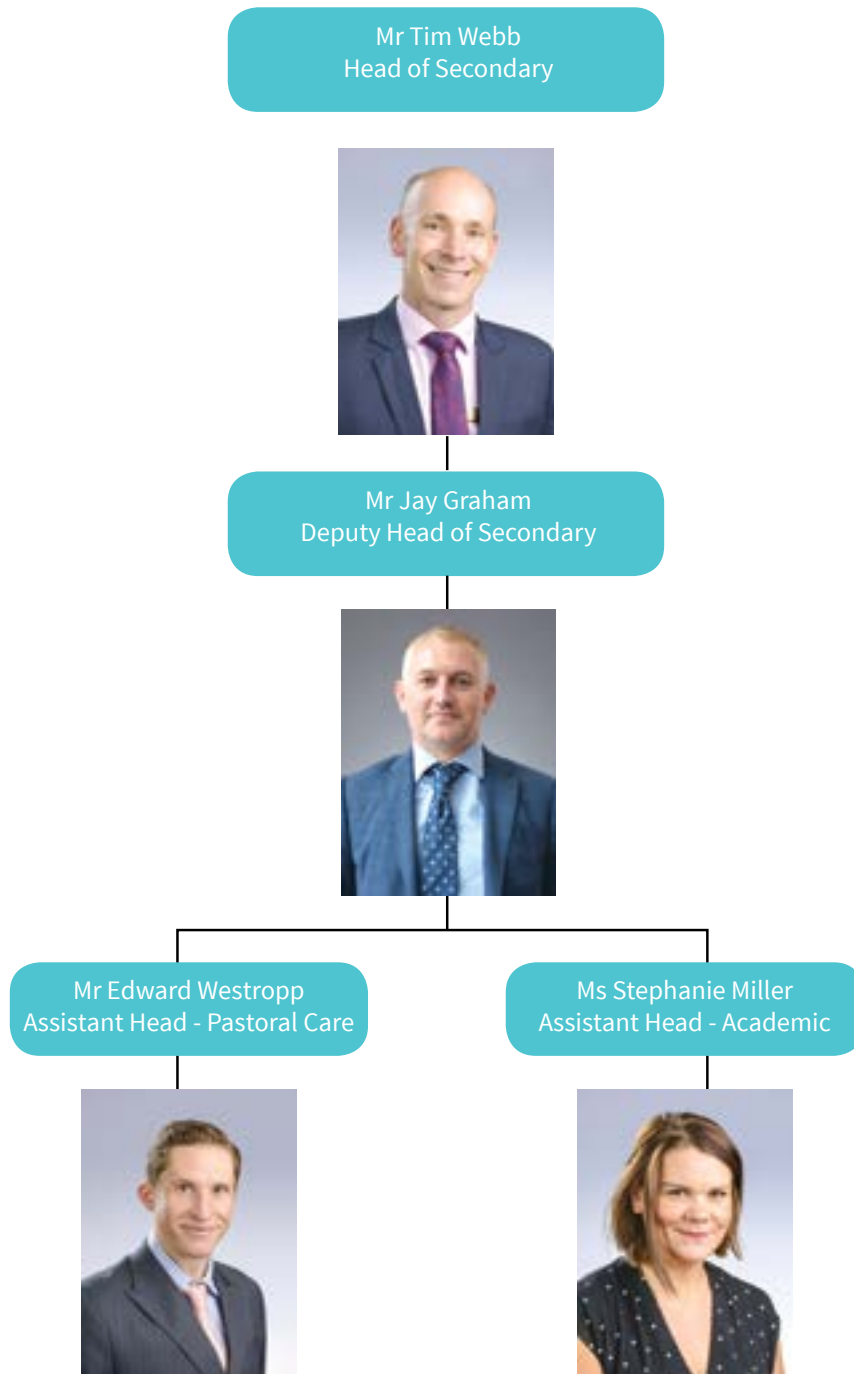 Mr Tim Webb
Head of Secondary
Mr Jay Graham
Deputy Head of Secondary
Mr Edward Westropp
Assistant Head - Pastoral Care
Ms Stephanie Miller
Assistant Head - Academic